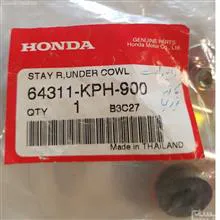 HONDA
GENUINE PARTS
Honda Motor Co., Ltd.
STAY R,UNDER COWL
64311-KPH-900
QTY 1 B3C27
Made in THAILAND